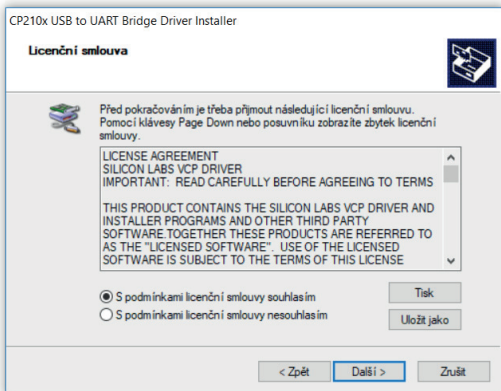 CP210x USB to UART Bridge Driver Installer
Licenční smlouva
Před pokračováním je třeba přijmout následující licenční smlouvu.
Pomocí klávesy Page Down nebo posuvníku zobrazíte zbytek licenční
smlouvy.
LICENSE AGREEMENT
SILICON LABS VCP DRIVER
IMPORTANT:  READ CAREFULLY BEFORE AGREEING TO TERMS
THIS PRODUCT CONTAINS THE SILICON LABS VCP DRIVER AND
INSTALLER PROGRAMS AND OTHER THIRD PARTY
SOFTWARE.TOGETHER THESE PRODUCTS ARE REFERRED TO
AS THE "LICENSED SOFTWARE".  USE OF THE LICENSED
SOFTWARE IS SUBJECT TO THE TERMS OF THIS LICENSE
S podmínkami licenční smlouvy souhlasím
Tisk
S podmínkami licenční smlouvy nesouhlasím
Uložit jako
< Zpět
Další >
Zrušit